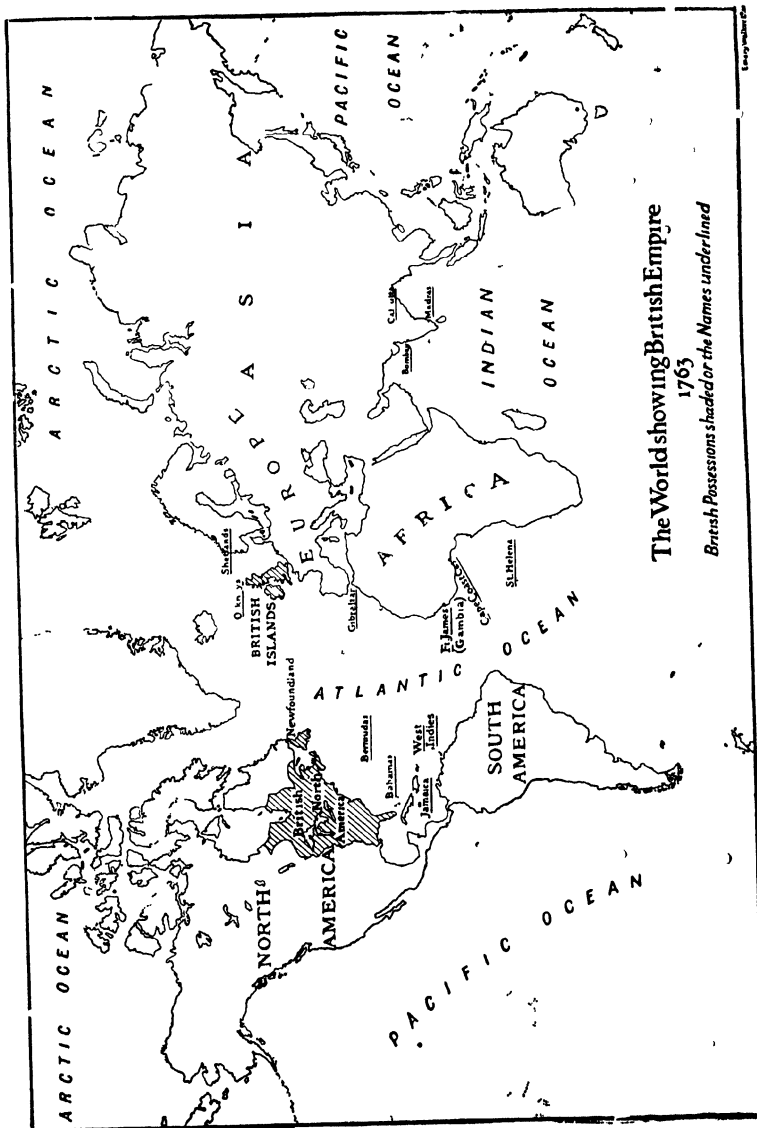 ARCTIC OCEAN
ARCTIC OCEAN
PACIFIC
OCEAN
NORTH
AMERICA
British
North
America
Newfoundland
BRITISH
ISLANDS
Shetlands
EUROPE
ASIA
Gibraltar
ATLANTIC OCEAN
Bermudas
Bahamas
West
Indies
Jamaica
SOUTH
AMERICA
AFRICA
Ft James
(Gambia)
St Helena
Bombay
Madras
INDIAN
OCEAN
PACIFIC OCEAN
The World showing British Empire
1763
British Possessions shaded or the Names underlined